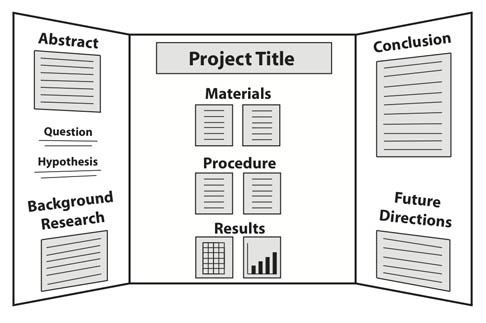 Abstract
Question
Hypothesis
Background
Research
Project Title
Materials
Procedure
Results
Conclusion
Future
Directions